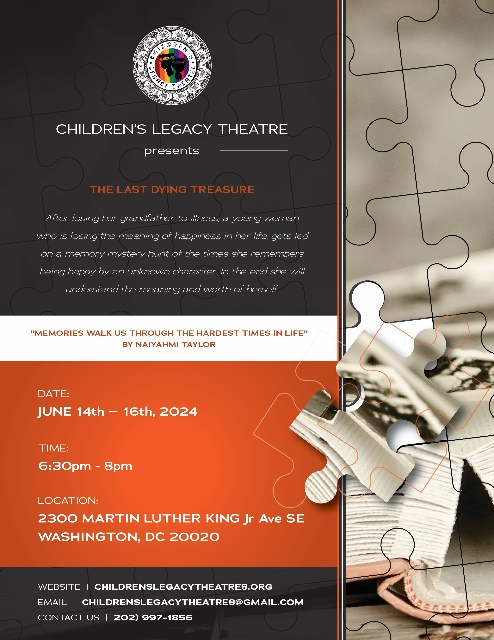 CHILDREN'S LEGACY THEATRE
presents
THE LAST DYING TREASURE
After losing her grandfather to illness, a young woman
who is losing the meaning of happiness in her life, gets led
on a memory mystery hunt of the times she remembers
being happy by an unknown character. In the end she will
understand the meaning and worth of herself.
"MEMORIES WALK US THROUGH THE HARDEST TIMES IN LIFE"
BY NAIYAHMI TAYLOR
DATE:
JUNE 14th – 16th, 2024
TIME:
6:30pm - 8pm
LOCATION:
2300 MARTIN LUTHER KING Jr Ave SE
WASHINGTON, DC 20020
WEBSITE | CHILDRENSLEGACYTHEATRE8.ORG
EMAIL CHILDRENSLEGACYTHEATRE8@GMAIL.COM
CONTACT US | 202) 997-1856